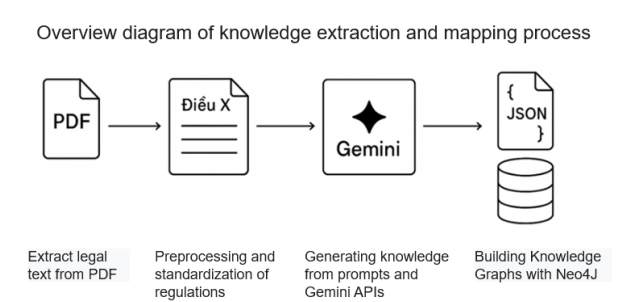 Overview diagram of knowledge extraction and mapping process
PDF
Điều X
Gemini
{
JSON
}
Extract legal
text from PDF
Preprocessing and
standardization of
regulations
Generating knowledge
from prompts and
Gemini APIs
Building Knowledge
Graphs with Neo4J